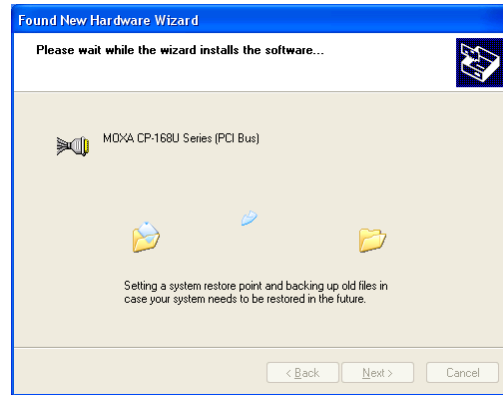 Found New Hardware Wizard
Please wait while the wizard installs the software...
MOXA CP-168U Series (PCI Bus)
Setting a system restore point and backing up old files in
case your system needs to be restored in the future.
< Back Next > Cancel